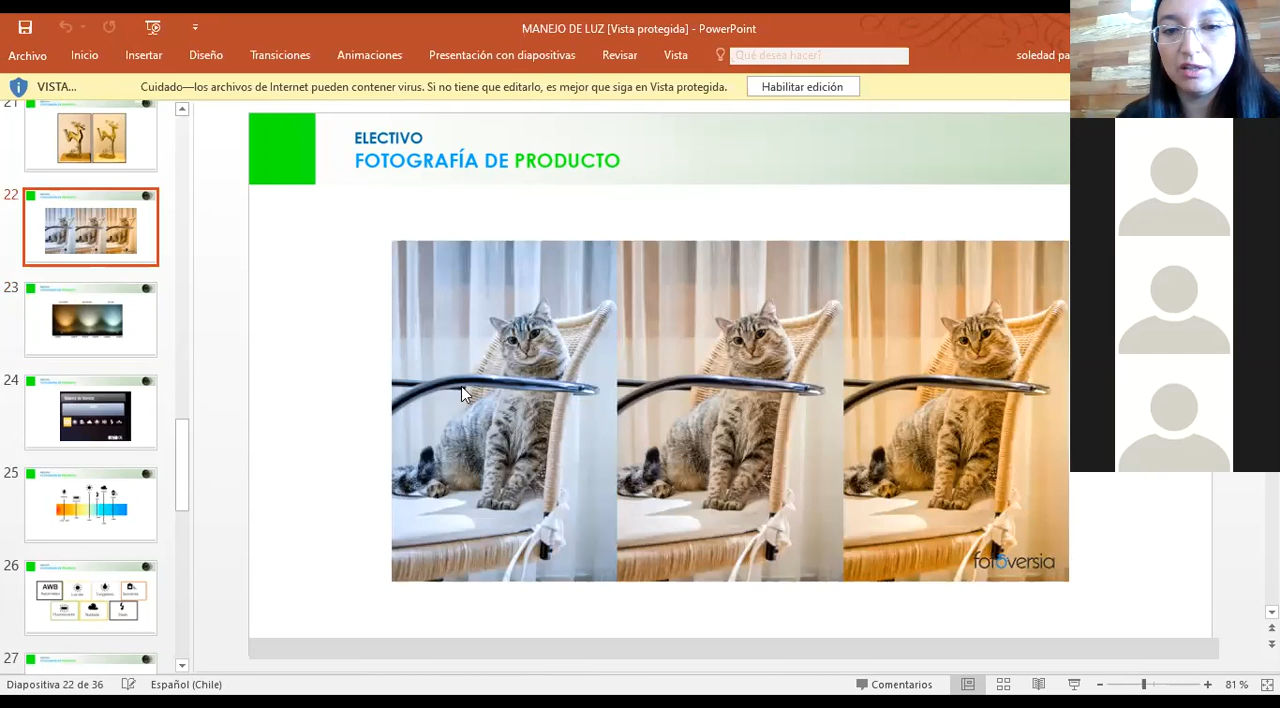 MANEJO DE LUZ [Vista protegida] - PowerPoint
Archivo Inicio Insertar Diseño Transiciones Animaciones Presentación con diapositivas Revisar Vista ¿Qué desea hacer? soledad pa
VISTA... Cuidado—los archivos de Internet pueden contener virus. Si no tiene que editarlo, es mejor que siga en Vista protegida. Habilitar edición
21
22
23
24
25
26
AWB
27
ELECTIVO
FOTOGRAFÍA DE PRODUCTO
fotoversia
Diapositiva 22 de 36 Español (Chile) Comentarios 81 %